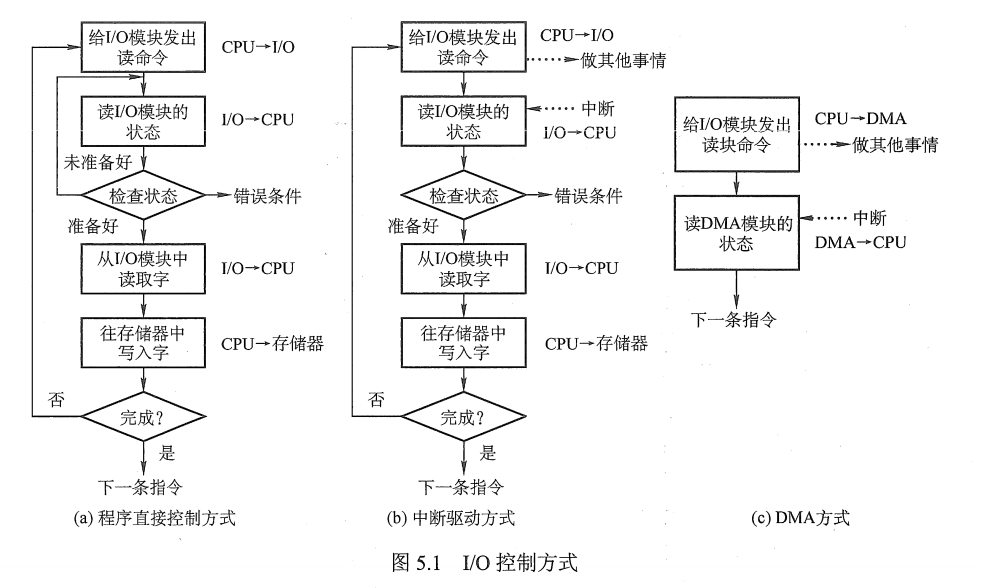 给I/O模块发出
读命令
CPU→I/O
读I/O模块的
状态
I/O→CPU
未准备好
检查状态
错误条件
准备好
从I/O模块中
读取字
I/O→CPU
往存储器中
写入字
CPU→存储器
否
完成?
是
下一条指令
(a) 程序直接控制方式
给I/O模块发出
读命令
CPU→I/O
做其他事情
读I/O模块的
状态
中断
I/O→CPU
检查状态
错误条件
准备好
从I/O模块中
读取字
I/O→CPU
往存储器中
写入字
CPU→存储器
否
完成?
是
下一条指令
(b) 中断驱动方式
给I/O模块发出
读块命令
CPU→DMA
做其他事情
读DMA模块的
状态
中断
DMA→CPU
下一条指令
(c) DMA方式
图 5.1 I/O 控制方式